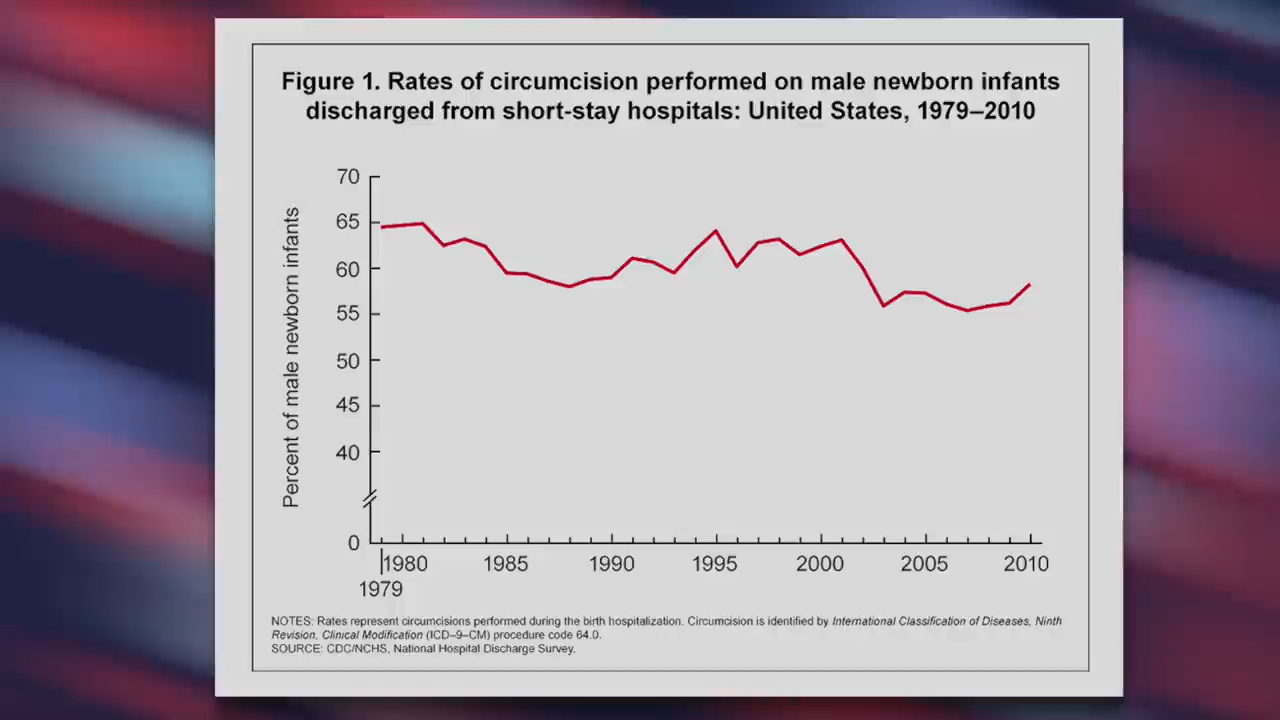 Figure 1. Rates of circumcision performed on male newborn infants
discharged from short-stay hospitals: United States, 1979–2010
Percent of male newborn infants
70
65
60
55
50
45
40
0
1980 1985 1990 1995 2000 2005 2010
1979
NOTES: Rates represent circumcisions performed during the birth hospitalization. Circumcision is identified by International Classification of Diseases, Ninth
Revision, Clinical Modification (ICD–9–CM) procedure code 64.0.
SOURCE: CDC/NCHS, National Hospital Discharge Survey.